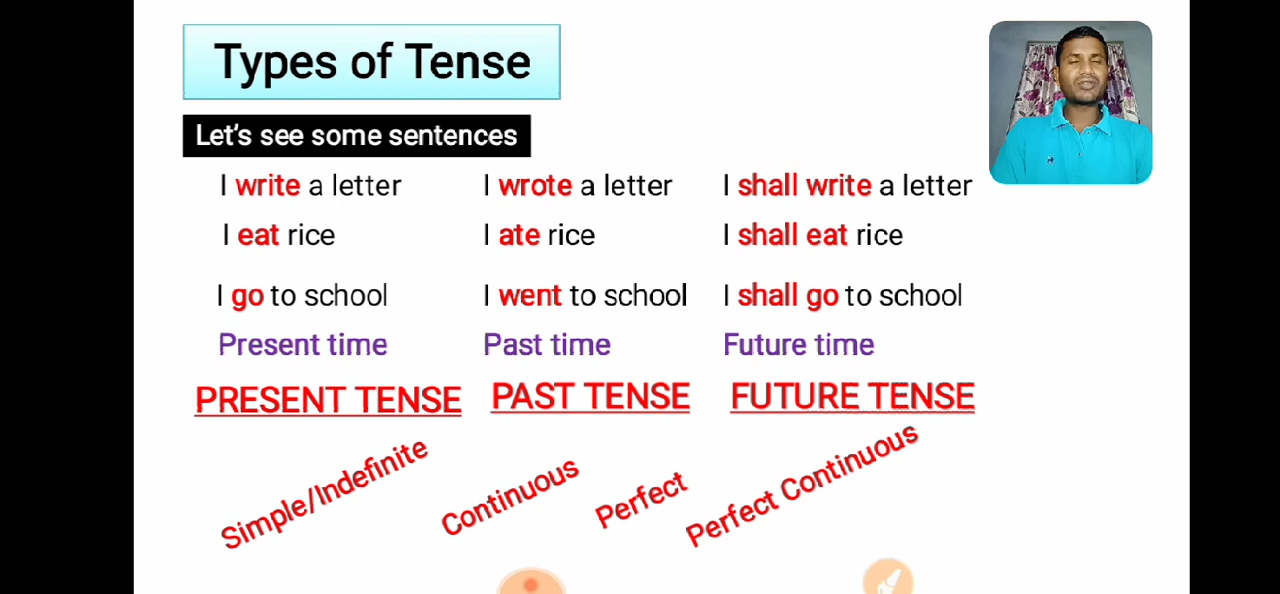 Types of Tense
Let's see some sentences
I write a letter
I wrote a letter
I shall write a letter
I eat rice
I ate rice
I shall eat rice
I go to school
I went to school
I shall go to school
Present time
Past time
Future time
PRESENT TENSE
PAST TENSE
FUTURE TENSE
Simple/Indefinite
Continuous
Perfect
Perfect Continuous